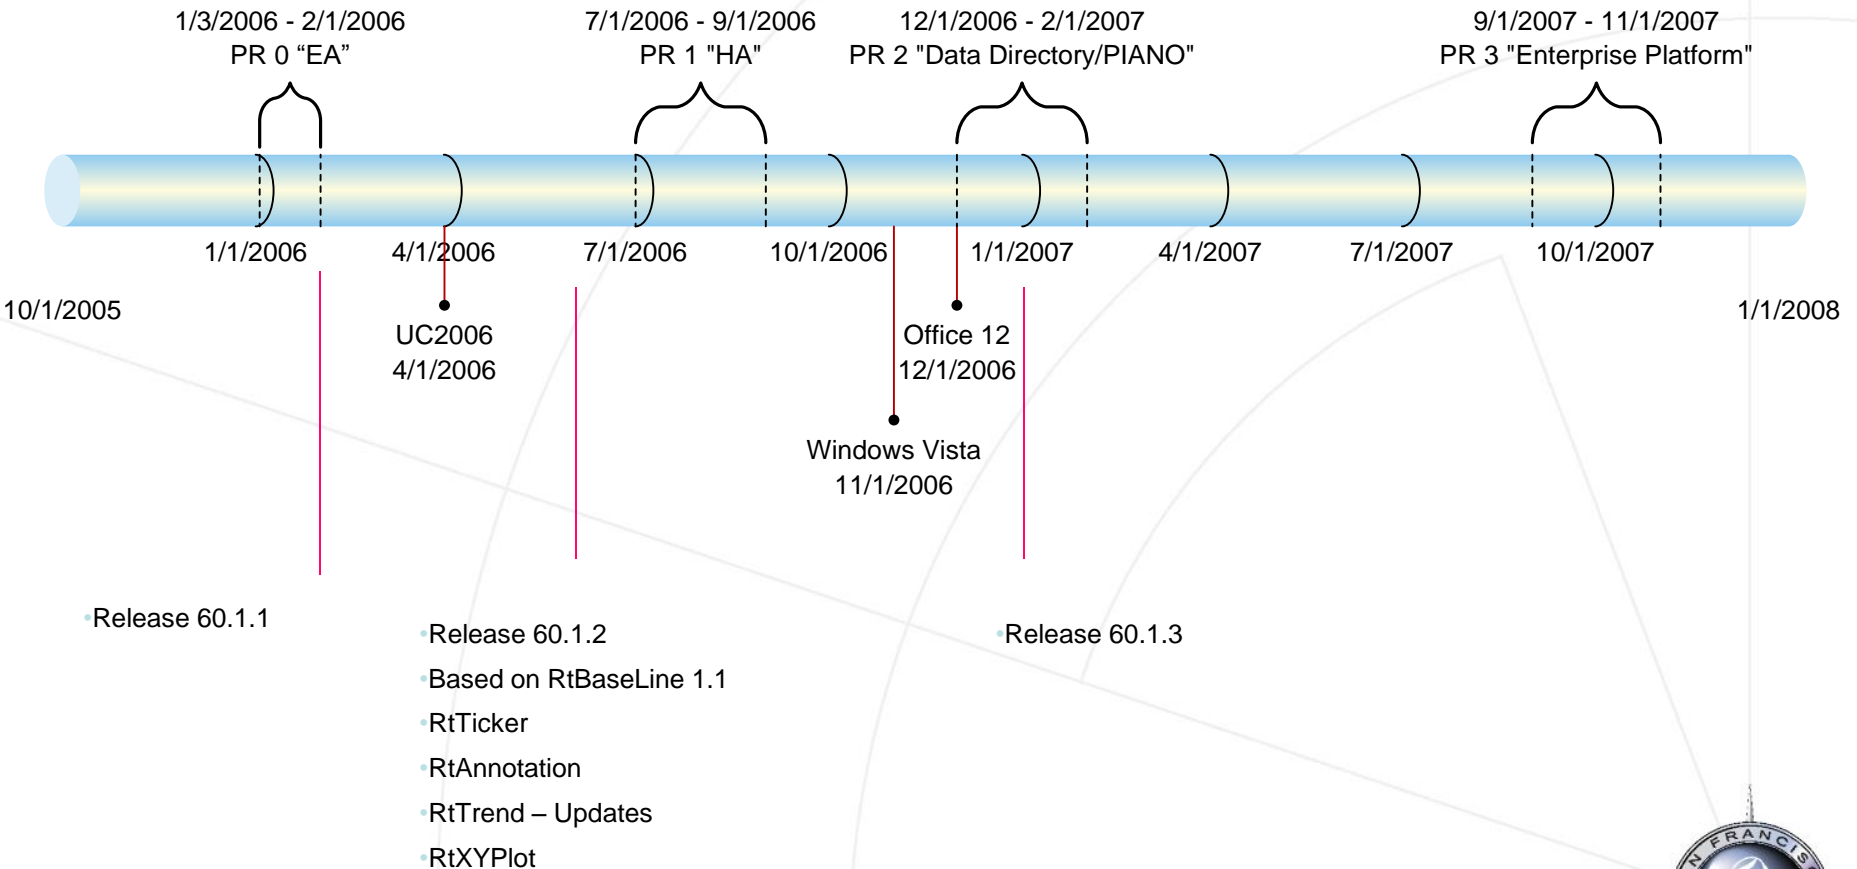 1/3/2006 - 2/1/2006
PR 0 “EA”
7/1/2006 - 9/1/2006
PR 1 "HA"
12/1/2006 - 2/1/2007
PR 2 "Data Directory/PIANO"
9/1/2007 - 11/1/2007
PR 3 "Enterprise Platform"
1/1/2006
4/1/2006
7/1/2006
10/1/2006
1/1/2007
4/1/2007
7/1/2007
10/1/2007
10/1/2005
1/1/2008
UC2006
4/1/2006
Office 12
12/1/2006
Windows Vista
11/1/2006
•Release 60.1.1
•Release 60.1.2
•Based on RtBaseLine 1.1
•RtTicker
•RtAnnotation
•RtTrend – Updates
•RtXYPlot
•Release 60.1.3